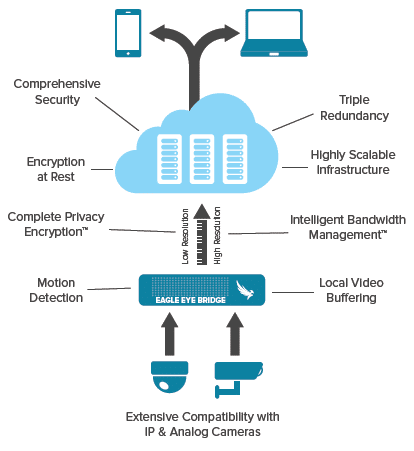 Comprehensive
Security
Triple
Redundancy
Encryption
at Rest
Highly Scalable
Infrastructure
Complete Privacy
Encryption™
Low Resolution
High Resolution
Intelligent Bandwidth
Management™
Motion
Detection
EAGLE EYE BRIDGE
Local Video
Buffering
Extensive Compatibility with
IP & Analog Cameras